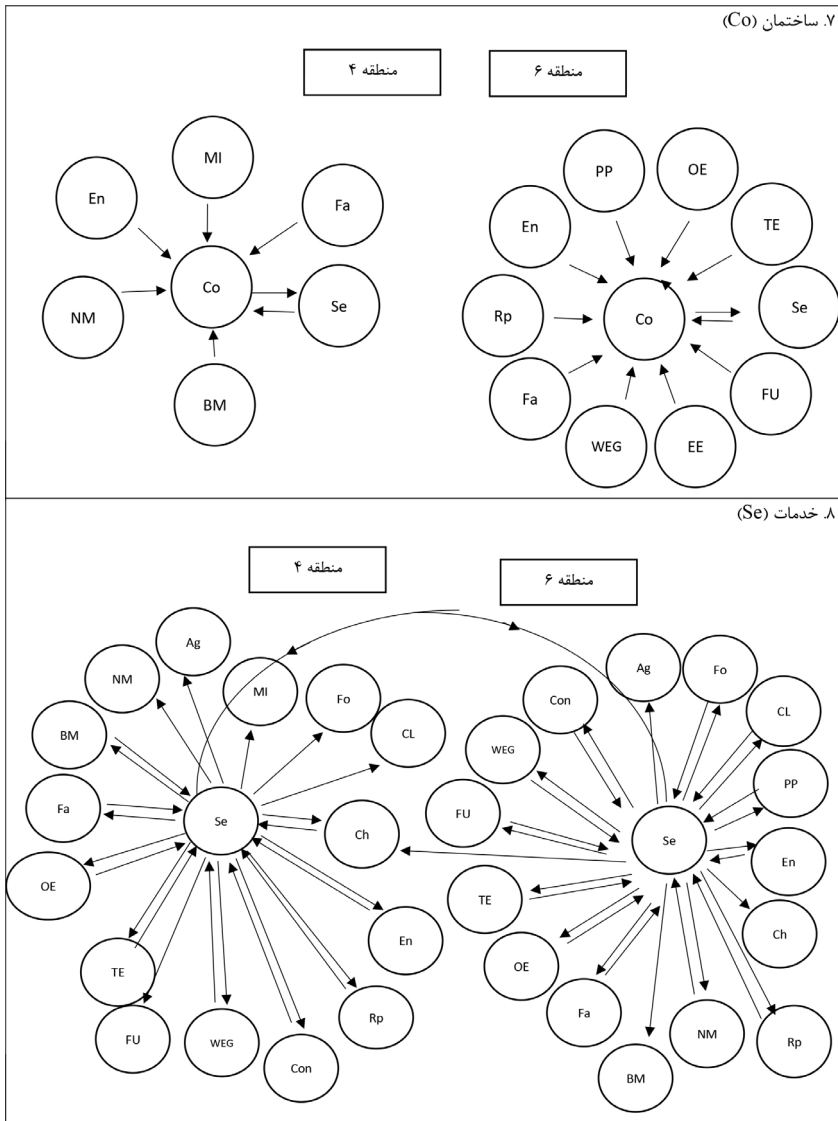 ۷. ساختمان (Co)
منطقه ۶
منطقه ۴
MI
En
Fa
Co
Se
NM
BM
PP
OE
En
TE
Rp
Co
Se
Fa
FU
WEG
EE
۸. خدمات (Se)
منطقه ۶
منطقه ۴
Ag
NM
MI
Fo
CL
BM
Fa
Se
Ch
OE
En
TE
Rp
FU
WEG
Con
Ag
Fo
Con
CL
WEG
PP
FU
Se
En
TE
Ch
OE
Fa
NM
Rp
BM